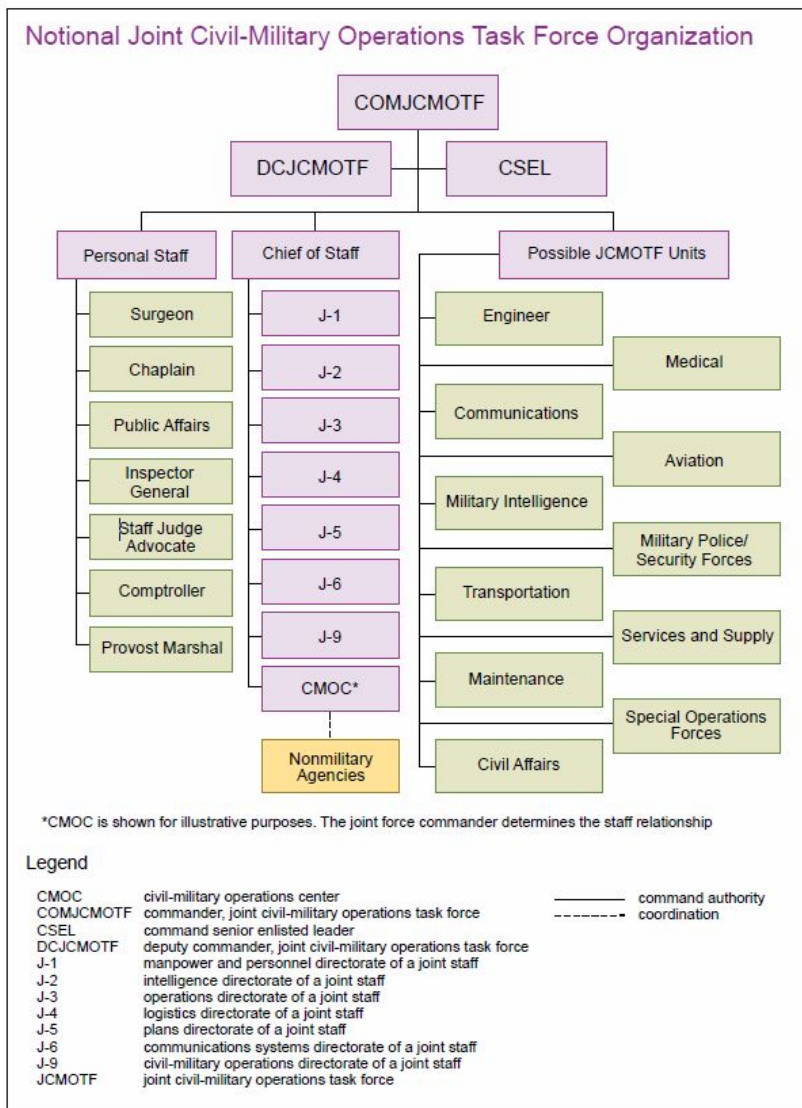 Notional Joint Civil-Military Operations Task Force Organization
COMJCMOTF
DCJCMOTF
CSEL
Personal Staff
Surgeon
Chaplain
Public Affairs
Inspector
General
Staff Judge
Advocate
Comptroller
Provost Marshal
Chief of Staff
J-1
J-2
J-3
J-4
J-5
J-6
J-9
CMOC*
Nonmilitary
Agencies
Possible JCMOTF Units
Engineer
Medical
Communications
Aviation
Military Intelligence
Military Police/
Security Forces
Transportation
Services and Supply
Maintenance
Special Operations
Forces
Civil Affairs
*CMOC is shown for illustrative purposes. The joint force commander determines the staff relationship
Legend
CMOC civil-military operations center
COMJCMOTF commander, joint civil-military operations task force
CSEL command senior enlisted leader
DCJCMOTF deputy commander, joint civil-military operations task force
J-1 manpower and personnel directorate of a joint staff
J-2 intelligence directorate of a joint staff
J-3 operations directorate of a joint staff
J-4 logistics directorate of a joint staff
J-5 plans directorate of a joint staff
J-6 communications systems directorate of a joint staff
J-9 civil-military operations directorate of a joint staff
JCMOTF joint civil-military operations task force
command authority
coordination